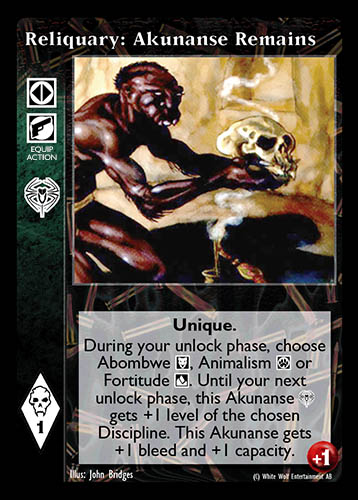 Reliquary: Akunanse Remains
EQUIP
ACTION
Unique.
During your unlock phase, choose
Abombwe, Animalism or
Fortitude. Until your next
unlock phase, this Akunanse
gets +1 level of the chosen
Discipline. This Akunanse gets
+1 bleed and +1 capacity.
1
+1
Illus: John Bridges
(C) White Wolf Entertainment AB